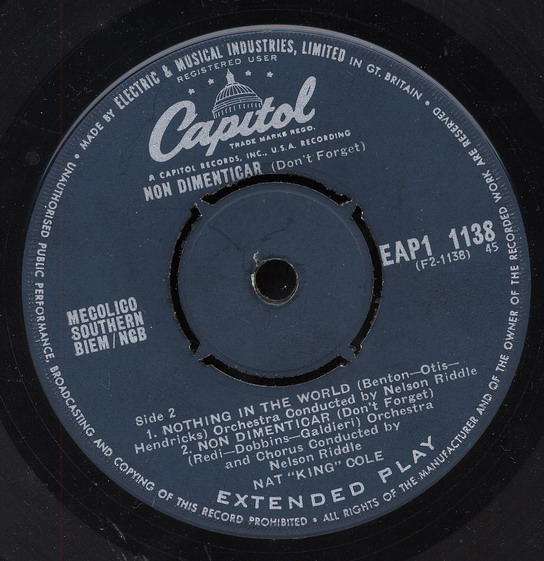 MADE BY ELECTRIC & MUSICAL INDUSTRIES, LIMITED IN GT. BRITAIN •
REGISTERED USER
Capitol
TRADE MARKS REGD.
A CAPITOL RECORDS, INC., U.S.A. RECORDING
NON DIMENTICAR (Don't Forget)
EAP1 1138
(F2-1138) 45
MECOLICO
SOUTHERN
BIEM/NCB
Side 2
1. NOTHING IN THE WORLD (Benton—Otis—
Hendricks) Orchestra Conducted by Nelson Riddle
2. NON DIMENTICAR (Don't Forget)
(Redi—Dobbins—Galdieri) Orchestra
and Chorus Conducted by
Nelson Riddle
NAT "KING" COLE
EXTENDED PLAY
UNAUTHORISED PUBLIC PERFORMANCE, BROADCASTING AND COPYING OF THIS RECORD PROHIBITED • ALL RIGHTS OF THE MANUFACTURER AND OF THE OWNER OF THE RECORDED WORK ARE RESERVED •